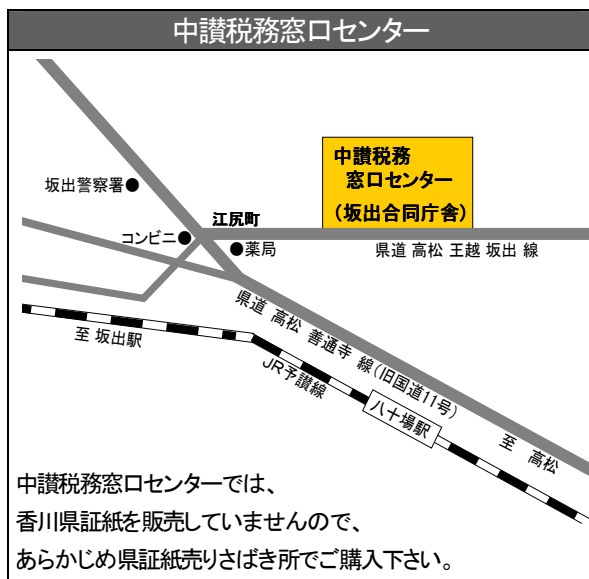 中讃税務窓口センター
中讃税務
窓口センター
(坂出合同庁舎)
坂出警察署
江尻町
コンビニ
薬局
県道 高松 王越 坂出 線
県道 高松 善通寺 線(旧国道11号)
至 坂出駅
JR予讃線
八十場駅
至 高松
中讃税務窓口センターでは、
香川県証紙を販売していませんので、
あらかじめ県証紙売りさばき所でご購入下さい。